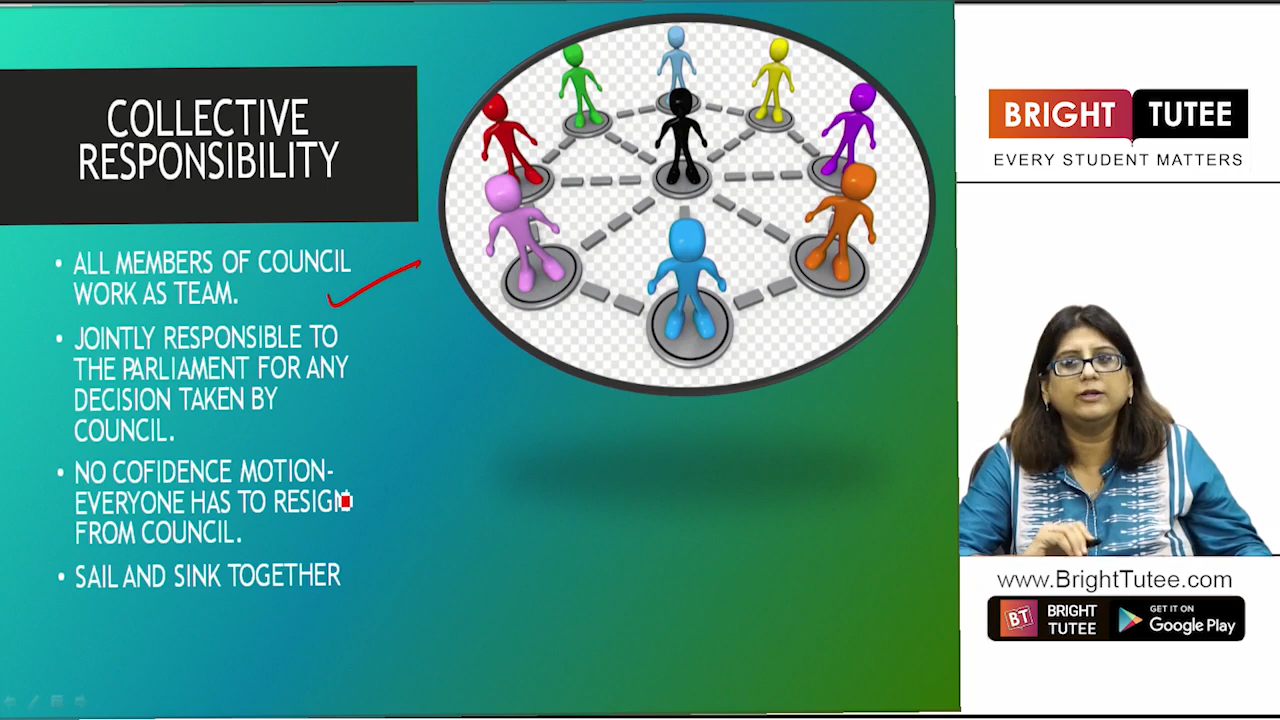 COLLECTIVE
RESPONSIBILITY
• ALL MEMBERS OF COUNCIL
WORK AS TEAM.
• JOINTLY RESPONSIBLE TO
THE PARLIAMENT FOR ANY
DECISION TAKEN BY
COUNCIL.
• NO COFIDENCE MOTION-
EVERYONE HAS TO RESIGN
FROM COUNCIL.
• SAIL AND SINK TOGETHER
BRIGHT TUTEE
EVERY STUDENT MATTERS
www.BrightTutee.com
BT
BRIGHT
TUTEE
GET IT ON
Google Play